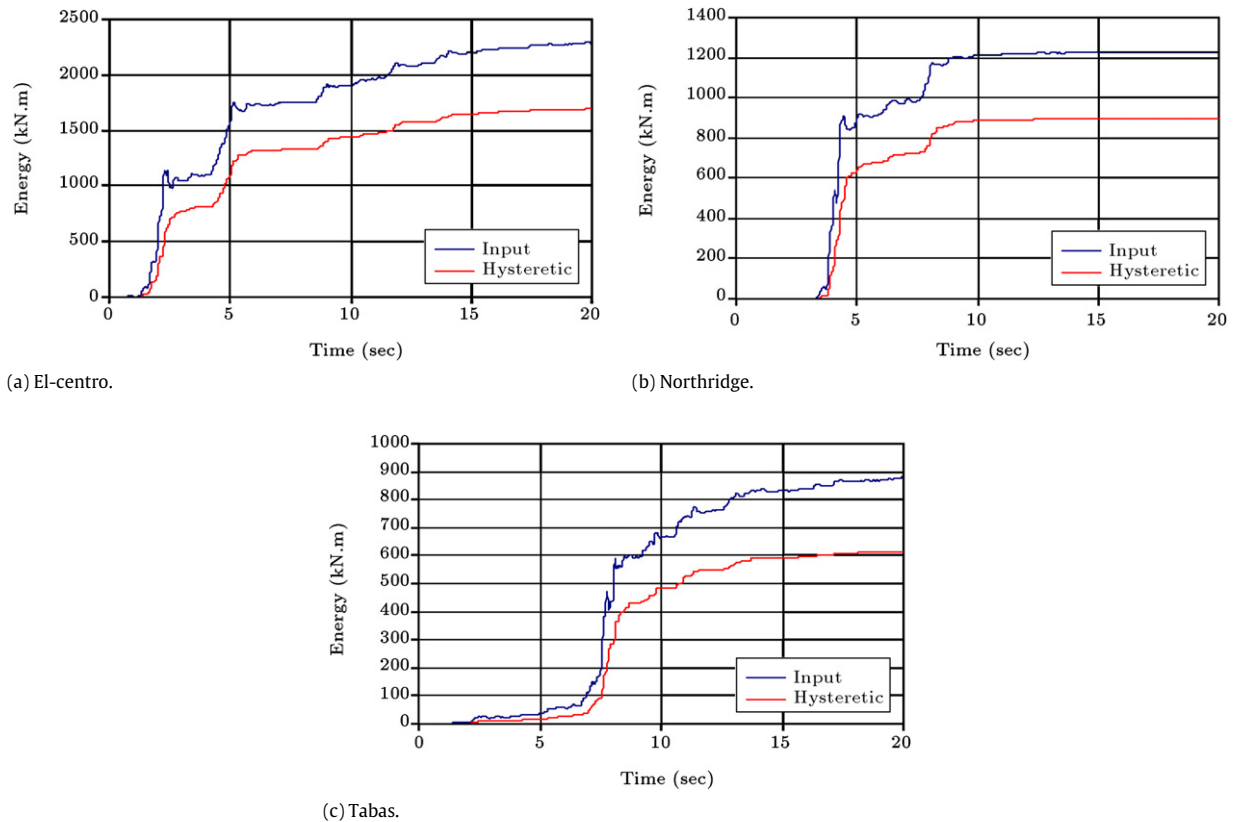 2500
2000
1500
1000
500
0
Energy (kN.m)
0 5 10 15 20
Time (sec)
Input
Hysteretic
(a) El-centro.
1400
1200
1000
800
600
400
200
0
Energy (kN.m)
0 5 10 15 20
Time (sec)
Input
Hysteretic
(b) Northridge.
1000
900
800
700
600
500
400
300
200
100
0
Energy (kN.m)
0 5 10 15 20
Time (sec)
Input
Hysteretic
(c) Tabas.